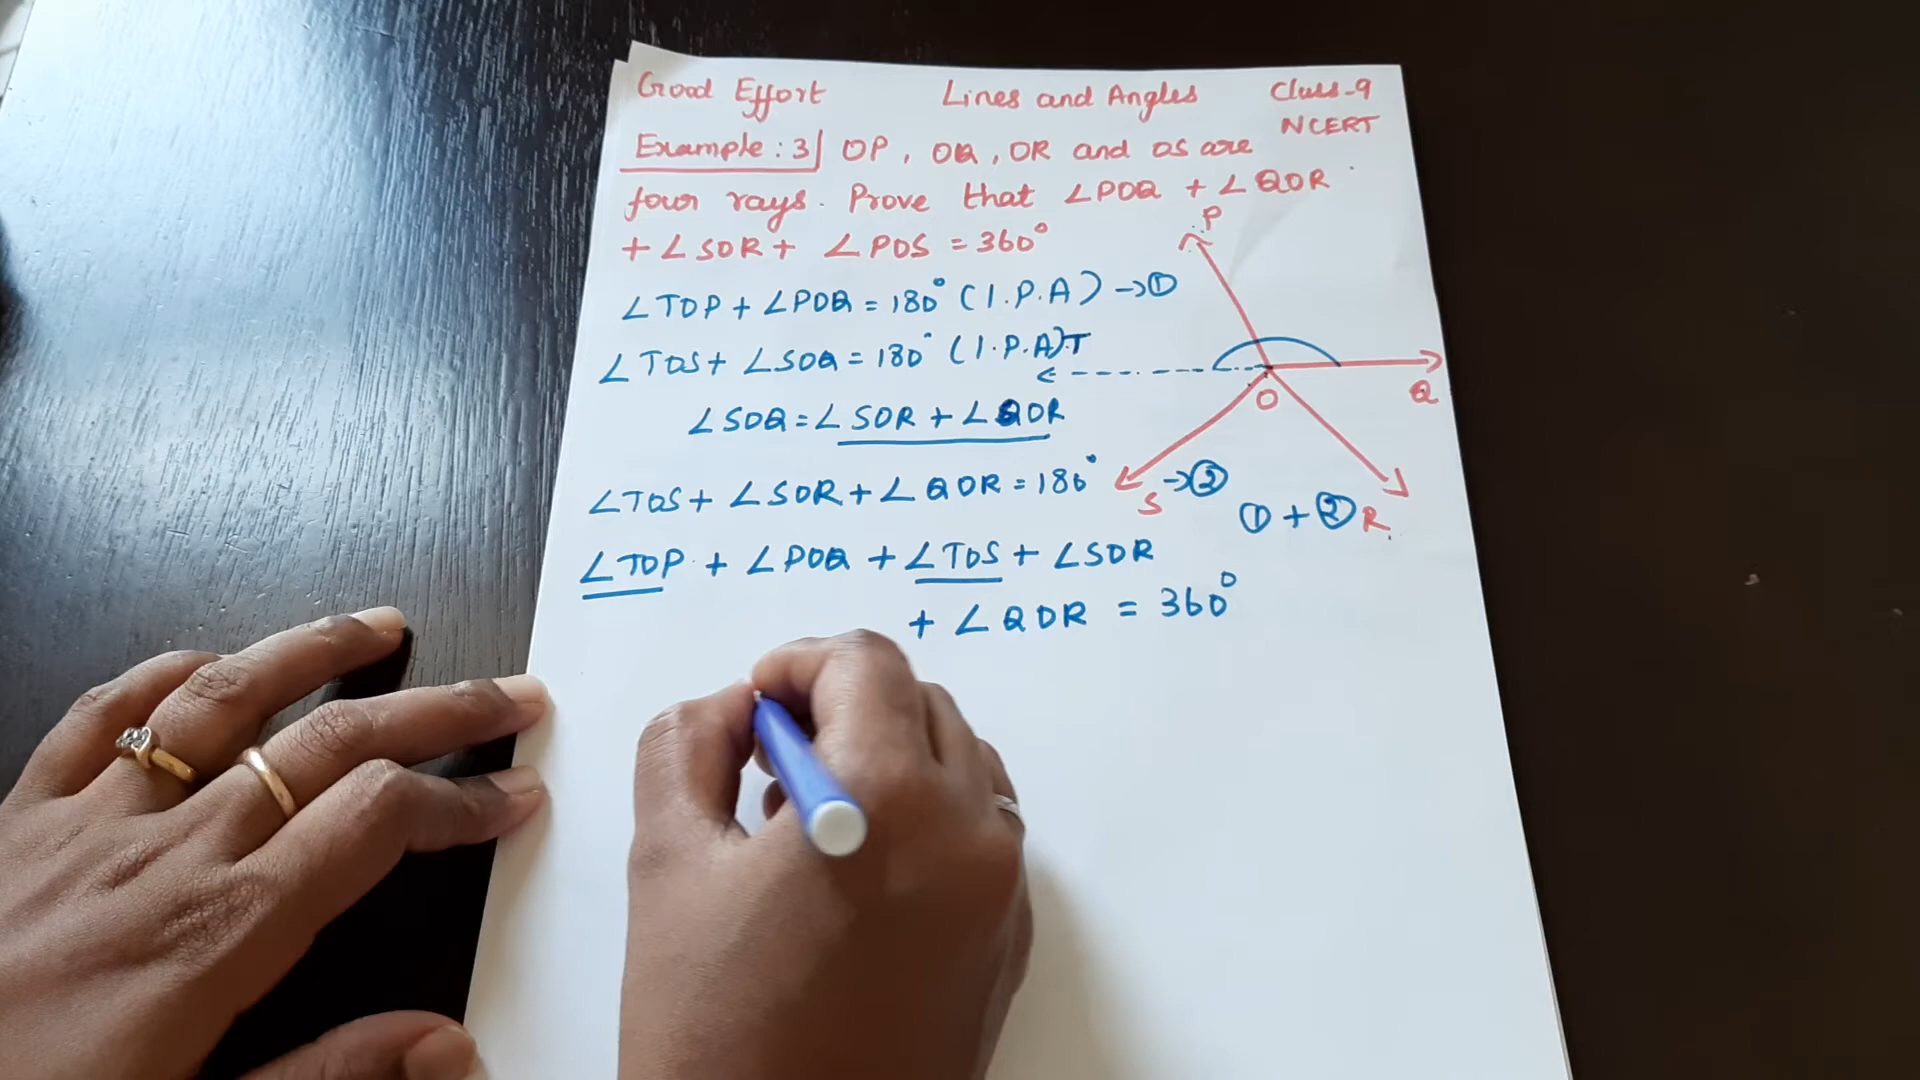 Good Effort Lines and Angles Class-9
NCERT
Example: 3 OP, OQ, OR and OS are
four rays. Prove that ∠POQ + ∠QOR
+ ∠SOR + ∠POS = 360°
P
∠TOP + ∠POQ = 180° (I.P.A) → ①
∠TOS + ∠SOQ = 180° (I.P.A) T
Q
O
∠SOQ = ∠SOR + ∠QOR
∠TOS + ∠SOR + ∠QOR = 180° → ②
S
① + ② R
∠TOP + ∠POQ + ∠TOS + ∠SOR
+ ∠QOR = 360°